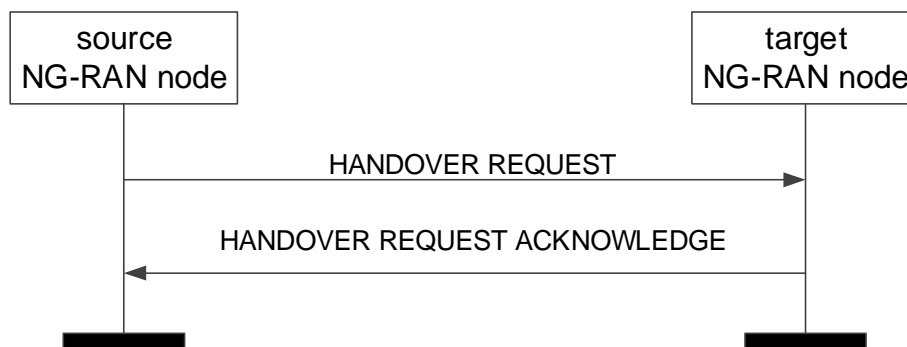 source
NG-RAN node
target
NG-RAN node
HANDOVER REQUEST
HANDOVER REQUEST ACKNOWLEDGE